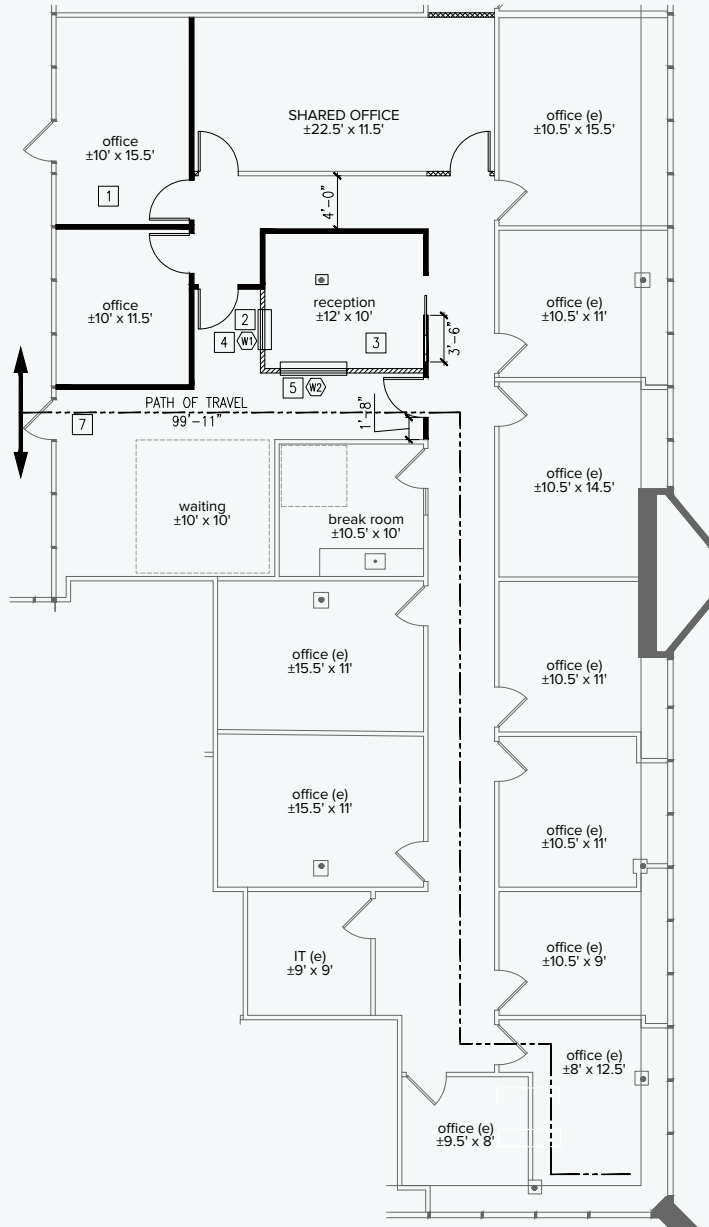 office
±10' x 15.5'
SHARED OFFICE
±22.5' x 11.5'
office (e)
±10.5' x 15.5'
1
4'-0"
office
±10' x 11.5'
reception
±12' x 10'
office (e)
±10.5' x 11'
2
4
W1
3
3'-6"
5
W2
PATH OF TRAVEL
99'-11"
7
1'-8"
office (e)
±10.5' x 14.5'
waiting
±10' x 10'
break room
±10.5' x 10'
office (e)
±15.5' x 11'
office (e)
±10.5' x 11'
office (e)
±15.5' x 11'
office (e)
±10.5' x 11'
IT (e)
±9' x 9'
office (e)
±10.5' x 9'
office (e)
±8' x 12.5'
office (e)
±9.5' x 8'